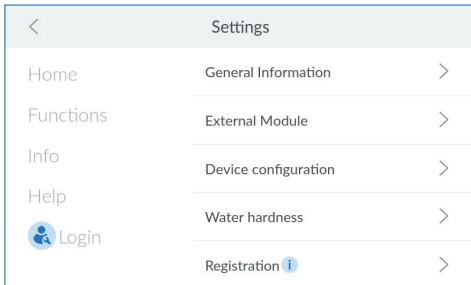 Settings
Home
Functions
Info
Help
Login
General Information
External Module
Device configuration
Water hardness
Registration i